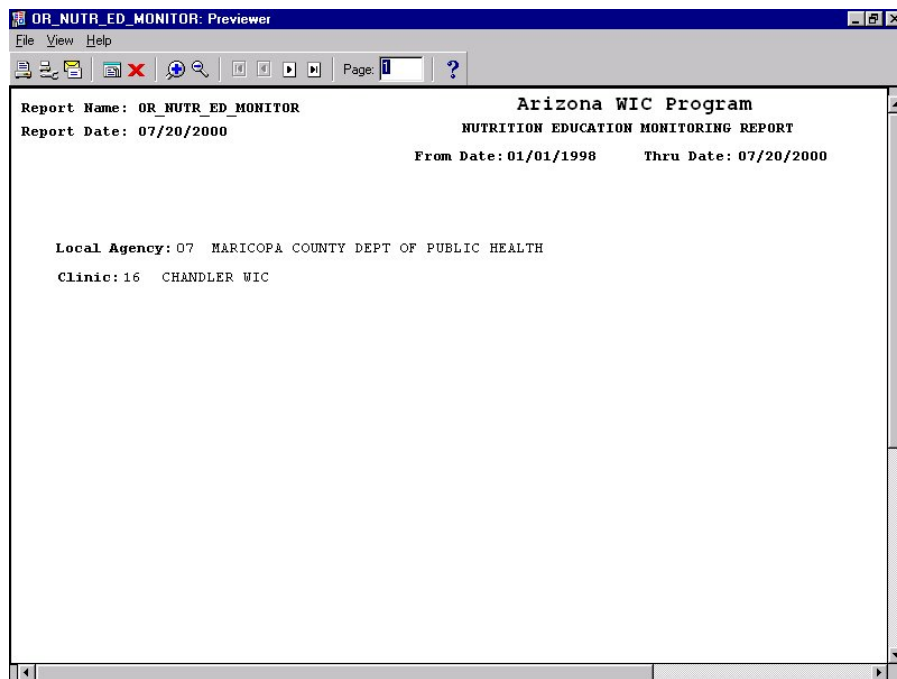 OR_NUTR_ED_MONITOR: Previewer
File View Help
Page: 1 ?
Report Name: OR_NUTR_ED_MONITOR Arizona WIC Program
Report Date: 07/20/2000 NUTRITION EDUCATION MONITORING REPORT
From Date: 01/01/1998 Thru Date: 07/20/2000
Local Agency: 07 MARICOPA COUNTY DEPT OF PUBLIC HEALTH
Clinic: 16 CHANDLER WIC